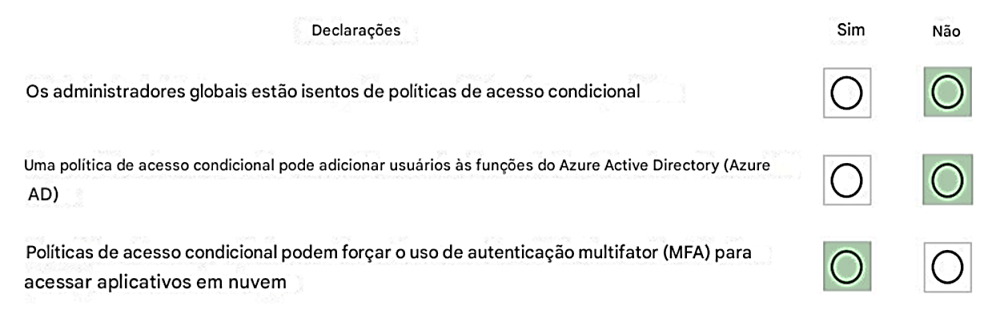 Declarações Sim Não
Os administradores globais estão isentos de políticas de acesso condicional
Uma política de acesso condicional pode adicionar usuários às funções do Azure Active Directory (Azure
AD)
Políticas de acesso condicional podem forçar o uso de autenticação multifator (MFA) para
acessar aplicativos em nuvem